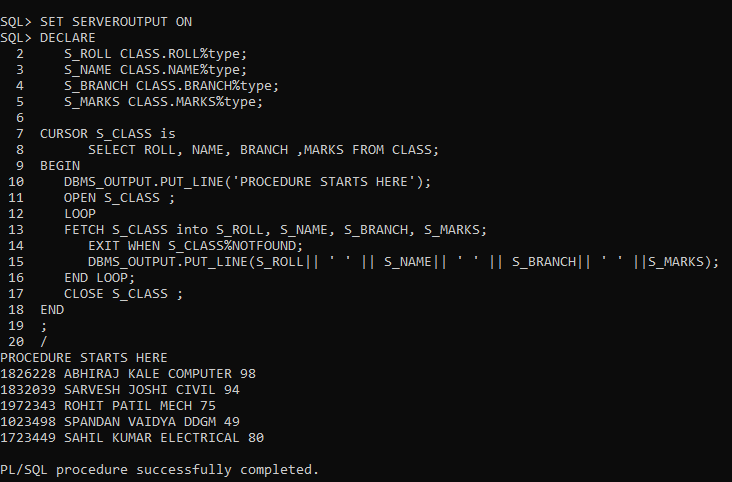 SQL> SET SERVEROUTPUT ON
SQL> DECLARE
  2     S_ROLL CLASS.ROLL%type;
  3     S_NAME CLASS.NAME%type;
  4     S_BRANCH CLASS.BRANCH%type;
  5     S_MARKS CLASS.MARKS%type;
  6
  7  CURSOR S_CLASS is
  8        SELECT ROLL, NAME, BRANCH ,MARKS FROM CLASS;
  9  BEGIN
 10     DBMS_OUTPUT.PUT_LINE('PROCEDURE STARTS HERE');
 11     OPEN S_CLASS ;
 12     LOOP
 13     FETCH S_CLASS into S_ROLL, S_NAME, S_BRANCH, S_MARKS;
 14        EXIT WHEN S_CLASS%NOTFOUND;
 15        DBMS_OUTPUT.PUT_LINE(S_ROLL|| ' ' || S_NAME|| ' ' || S_BRANCH|| ' ' ||S_MARKS);
 16     END LOOP;
 17     CLOSE S_CLASS ;
 18  END
 19  ;
 20  /
PROCEDURE STARTS HERE
1826228 ABHIRAJ KALE COMPUTER 98
1832039 SARVESH JOSHI CIVIL 94
1972343 ROHIT PATIL MECH 75
1023498 SPANDAN VAIDYA DDGM 49
1723449 SAHIL KUMAR ELECTRICAL 80

PL/SQL procedure successfully completed.